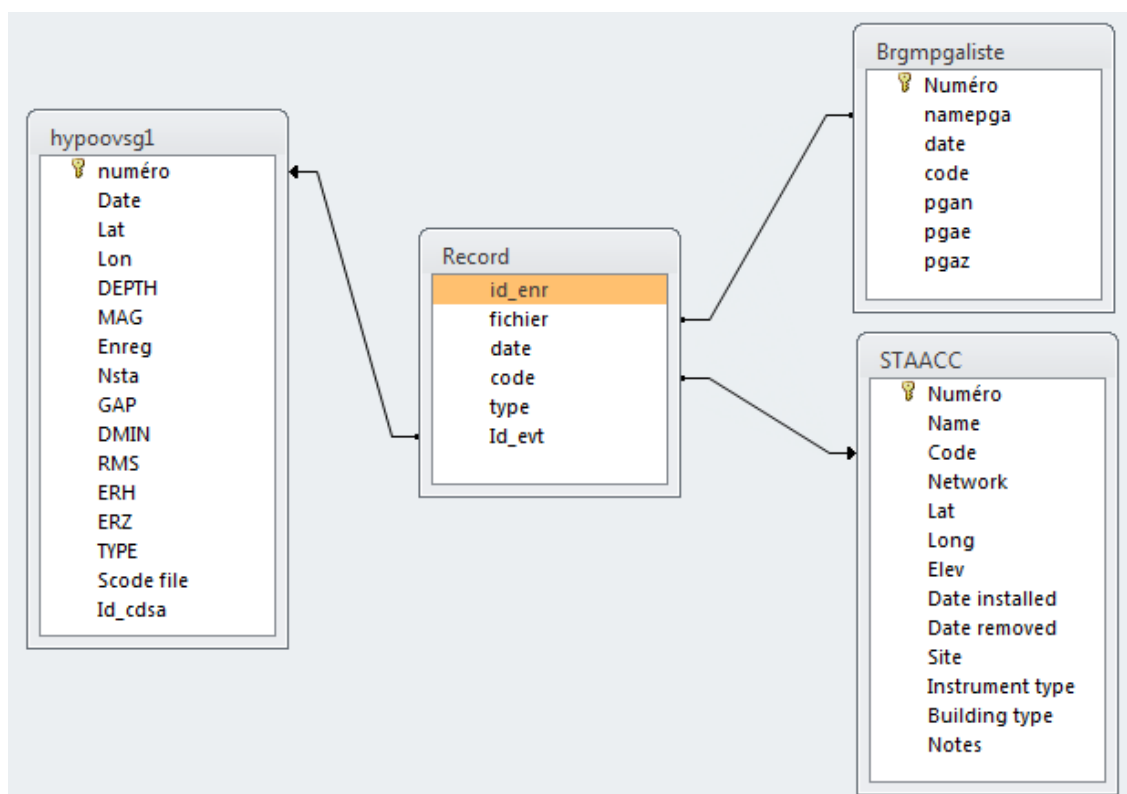 hypoovsg1
numéro
Date
Lat
Lon
DEPTH
MAG
Enreg
Nsta
GAP
DMIN
RMS
ERH
ERZ
TYPE
Scode file
Id_cdsa
Record
id_enr
fichier
date
code
type
Id_evt
Brgmpgaliste
Numéro
namepga
date
code
pgan
pgae
pgaz
STAACC
Numéro
Name
Code
Network
Lat
Long
Elev
Date installed
Date removed
Site
Instrument type
Building type
Notes